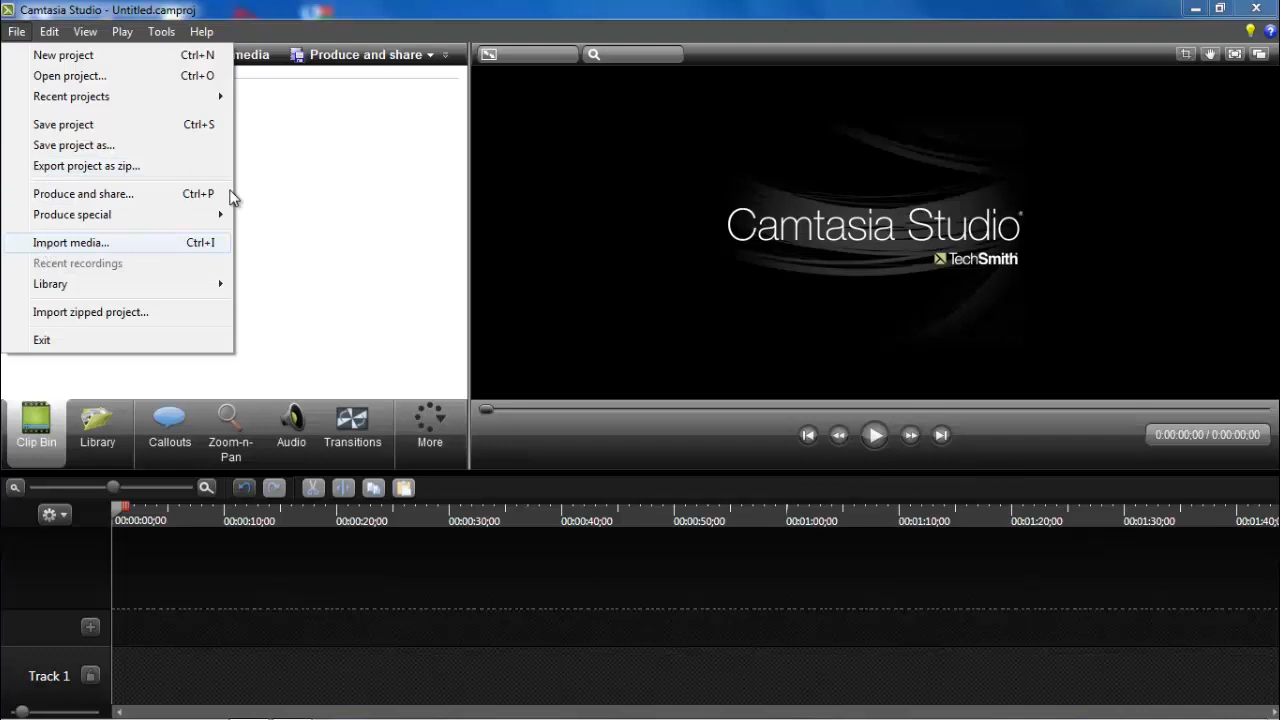 Camtasia Studio - Untitled.camproj
File Edit View Play Tools Help
New project Ctrl+N
Open project... Ctrl+O
Recent projects
Save project Ctrl+S
Save project as...
Export project as zip...
Produce and share... Ctrl+P
Produce special
Import media... Ctrl+I
Recent recordings
Library
Import zipped project...
Exit
media Produce and share
Camtasia Studio®
TechSmith
Clip Bin Library Callouts Zoom-n-Pan Audio Transitions More
0:00:00;00 / 0:00:00;00
00:00:00;00 00:00:10;00 00:00:20;00 00:00:30;00 00:00:40;00 00:00:50;00 00:01:00;00 00:01:10;00 00:01:20;00 00:01:30;00 00:01:40;
Track 1